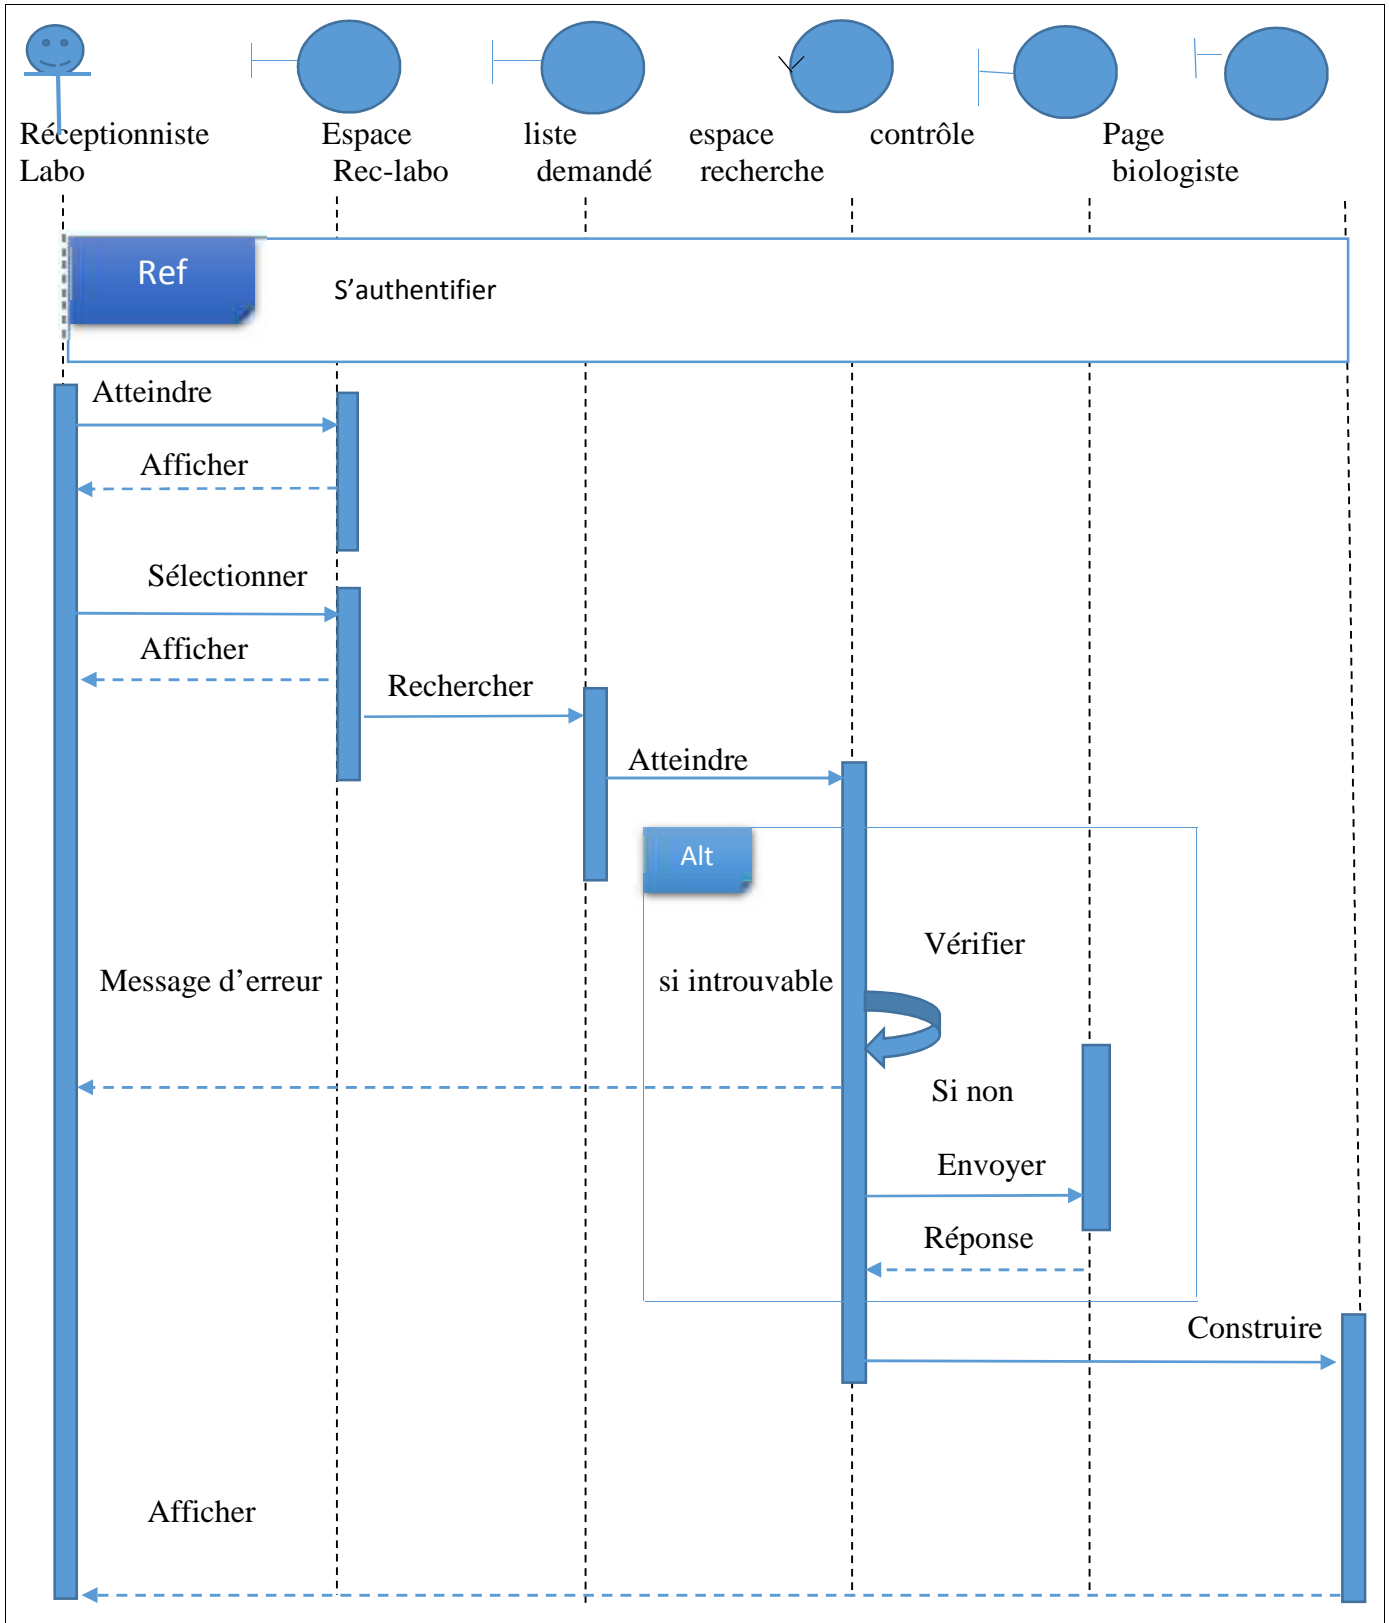 Réceptionniste Espace liste espace contrôle Page
Labo Rec-labo demandé recherche biologiste
Ref
S’authentifier
Atteindre
Afficher
Sélectionner
Afficher
Rechercher
Atteindre
Alt
Vérifier
Message d’erreur si introuvable
Si non
Envoyer
Réponse
Construire
Afficher